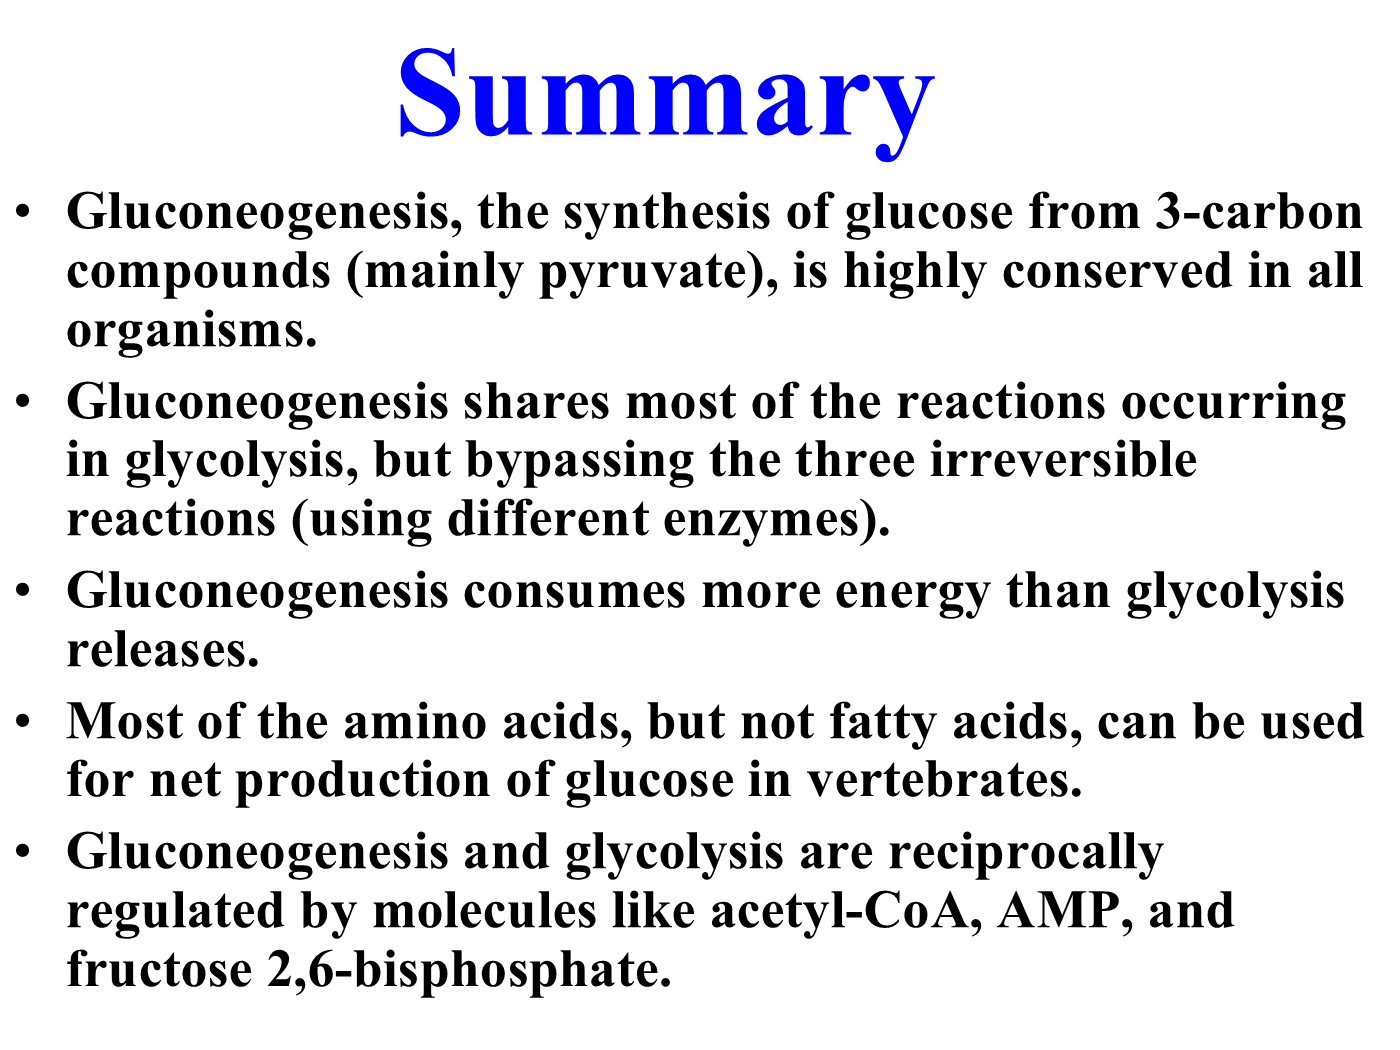 Summary
• Gluconeogenesis, the synthesis of glucose from 3-carbon
compounds (mainly pyruvate), is highly conserved in all
organisms.
• Gluconeogenesis shares most of the reactions occurring
in glycolysis, but bypassing the three irreversible
reactions (using different enzymes).
• Gluconeogenesis consumes more energy than glycolysis
releases.
• Most of the amino acids, but not fatty acids, can be used
for net production of glucose in vertebrates.
• Gluconeogenesis and glycolysis are reciprocally
regulated by molecules like acetyl-CoA, AMP, and
fructose 2,6-bisphosphate.